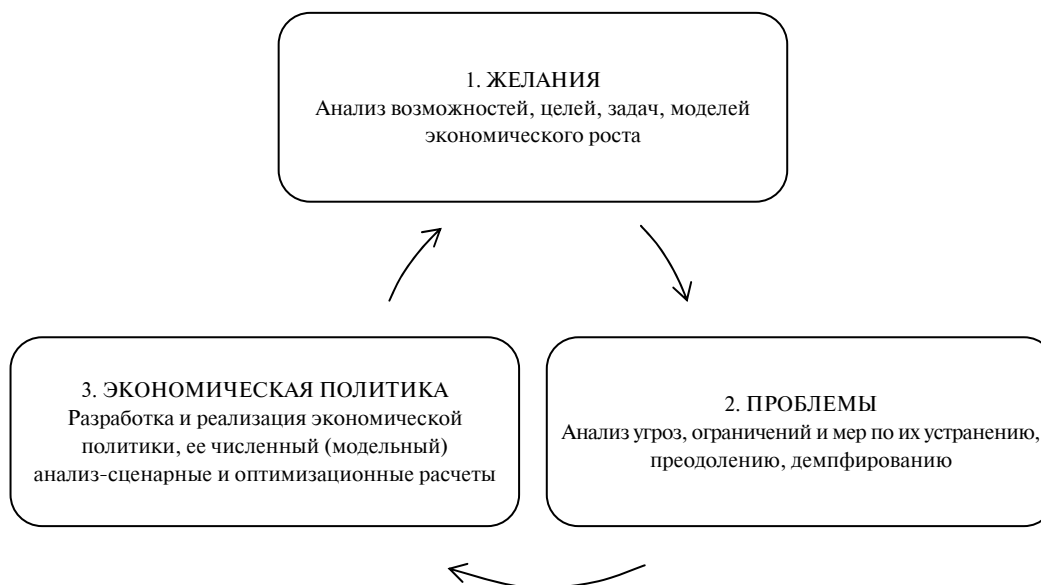 1. ЖЕЛАНИЯ
Анализ возможностей, целей, задач, моделей
экономического роста
3. ЭКОНОМИЧЕСКАЯ ПОЛИТИКА
Разработка и реализация экономической
политики, ее численный (модельный)
анализ-сценарные и оптимизационные расчеты
2. ПРОБЛЕМЫ
Анализ угроз, ограничений и мер по их устранению,
преодолению, демпфированию